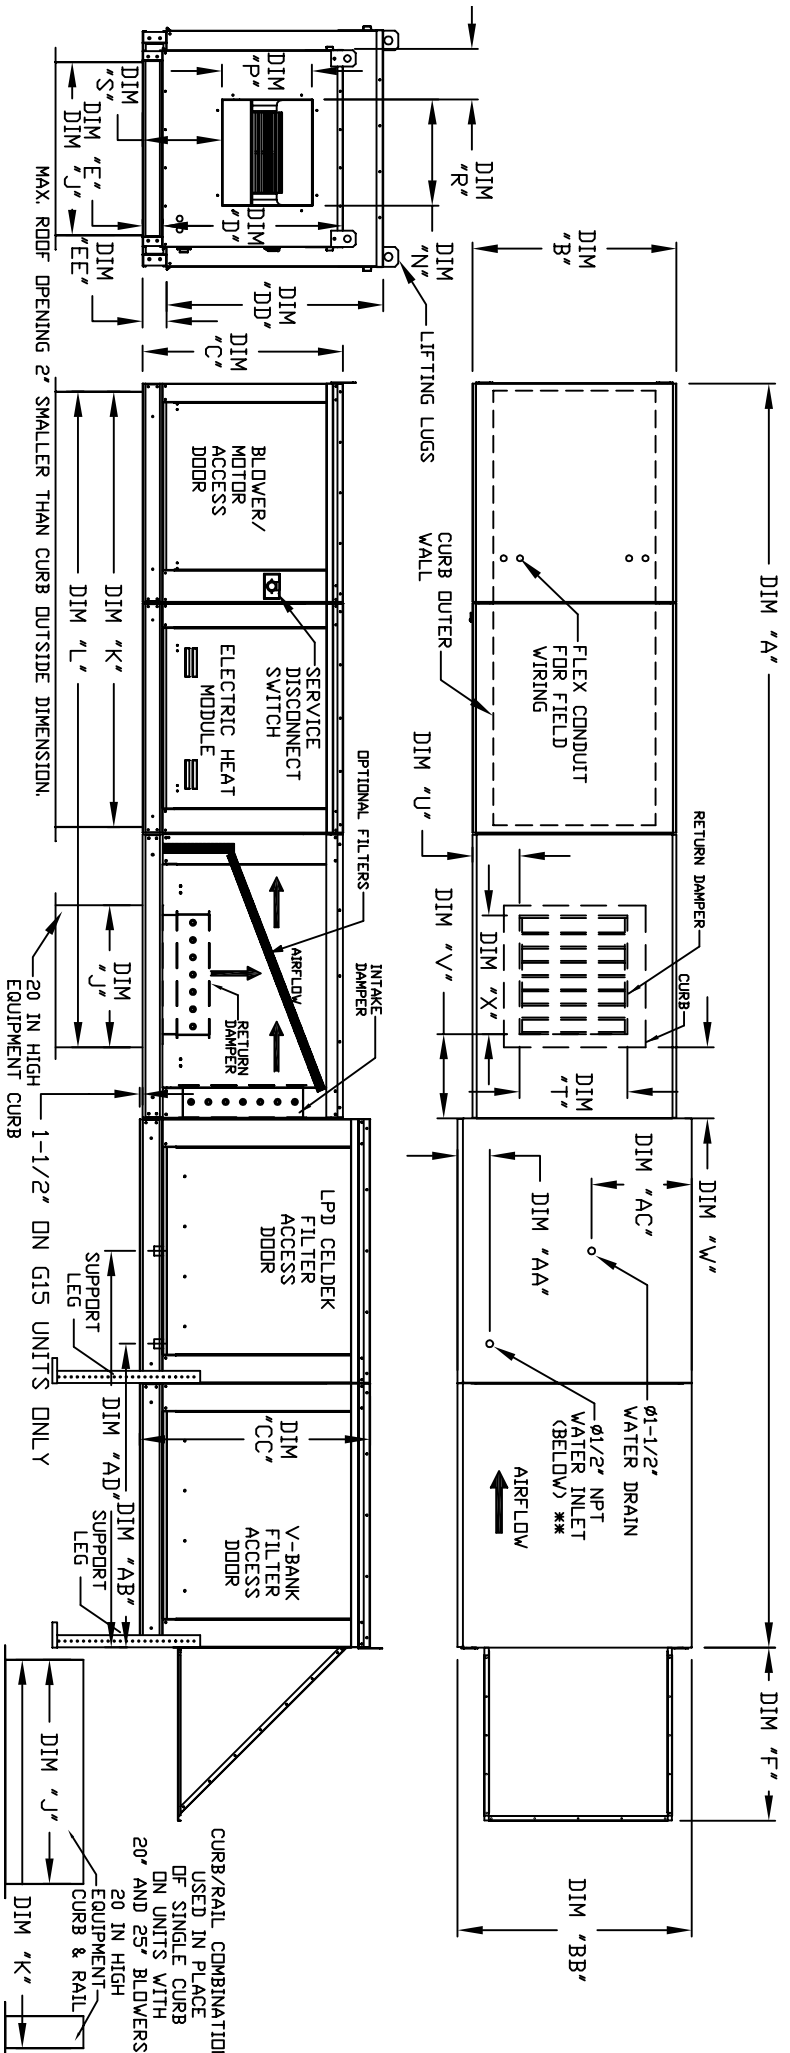 DIM "A"
DIM "F"
DIM
"B"
FLEX CONDUIT
FOR FIELD
WIRING
CURB OUTER
WALL
RETURN DAMPER
CURB
DIM "U"
DIM "V"
DIM "X"
DIM
"T"
DIM "W"
DIM "AC"
DIM "AA"
Ø1-1/2"
WATER DRAIN
Ø1/2" NPT
WATER INLET
(BELOW) **
AIRFLOW
DIM "BB"
DIM
"R"
DIM
"N"
LIFTING LUGS
DIM
"P"
DIM
"S"
DIM
"D"
DIM
"DD"
DIM "E"
DIM "J"
DIM
"EE"
DIM
"C"
BLOWER/
MOTOR
ACCESS
DOOR
SERVICE
DISCONNECT
SWITCH
ELECTRIC HEAT
MODULE
OPTIONAL FILTERS
AIRFLOW
INTAKE
DAMPER
RETURN
DAMPER
LPD CELDEK
FILTER
ACCESS
DOOR
DIM
"CC"
V-BANK
FILTER
ACCESS
DOOR
DIM "K"
DIM "L"
DIM
"J"
DIM "AD"
DIM "AB"
SUPPORT
LEG
SUPPORT
LEG
MAX. ROOF OPENING 2" SMALLER THAN CURB OUTSIDE DIMENSION.
20 IN HIGH
EQUIPMENT CURB
1-1/2" ON G15 UNITS ONLY
CURB/RAIL COMBINATIO
USED IN PLACE
OF SINGLE CURB
ON UNITS WITH
20" AND 25" BLOWERS
20 IN HIGH
EQUIPMENT
CURB & RAIL
DIM "J"
DIM "K"